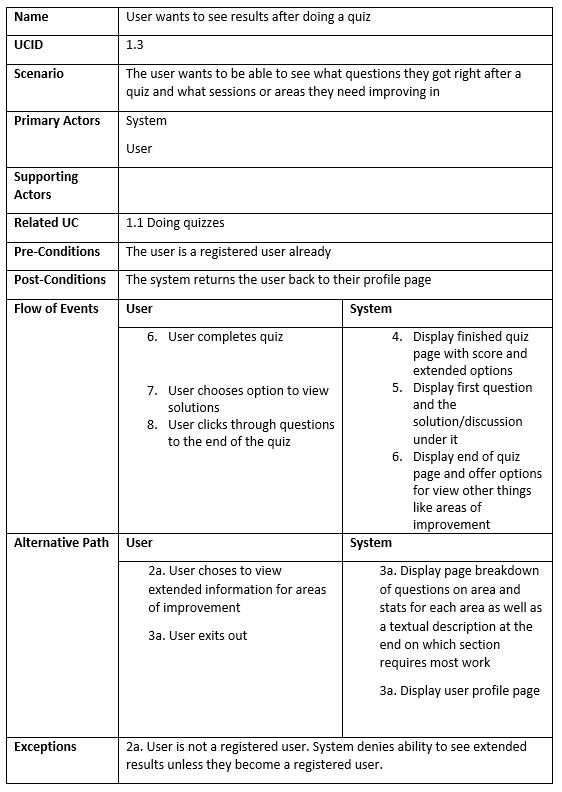 Name User wants to see results after doing a quiz
UCID 1.3
Scenario The user wants to be able to see what questions they got right after a
quiz and what sessions or areas they need improving in
Primary Actors System
User
Supporting
Actors
Related UC 1.1 Doing quizzes
Pre-Conditions The user is a registered user already
Post-Conditions The system returns the user back to their profile page
Flow of Events User System
6. User completes quiz
7. User chooses option to view
solutions
8. User clicks through questions
to the end of the quiz
4. Display finished quiz
page with score and
extended options
5. Display first question
and the
solution/discussion
under it
6. Display end of quiz
page and offer options
for view other things
like areas of
improvement
Alternative Path User System
2a. User choses to view
extended information for areas
of improvement
3a. User exits out
3a. Display page breakdown
of questions on area and
stats for each area as well as
a textual description at the
end on which section
requires most work
3a. Display user profile page
Exceptions 2a. User is not a registered user. System denies ability to see extended
results unless they become a registered user.